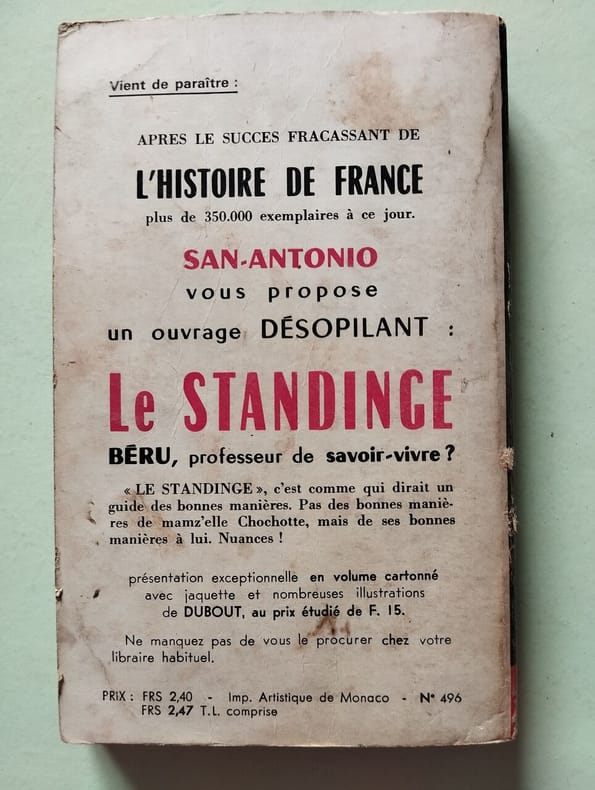 Vient de paraître :
APRES LE SUCCES FRACASSANT DE
L'HISTOIRE DE FRANCE
plus de 350.000 exemplaires à ce jour.
SAN-ANTONIO
vous propose
un ouvrage DÉSOPILANT :
Le STANDINGE
BÉRU, professeur de savoir-vivre ?
« LE STANDINGE », c'est comme qui dirait un
guide des bonnes manières. Pas des bonnes maniè-
res de mamz'elle Chochotte, mais de ses bonnes
manières à lui. Nuances !
présentation exceptionnelle en volume cartonné
avec jaquette et nombreuses illustrations
de DUBOUT, au prix étudié de F. 15.
Ne manquez pas de vous le procurer chez votre
libraire habituel.
PRIX : FRS 2,40 - Imp. Artistique de Monaco - N° 496
FRS 2,47 T.L. comprise